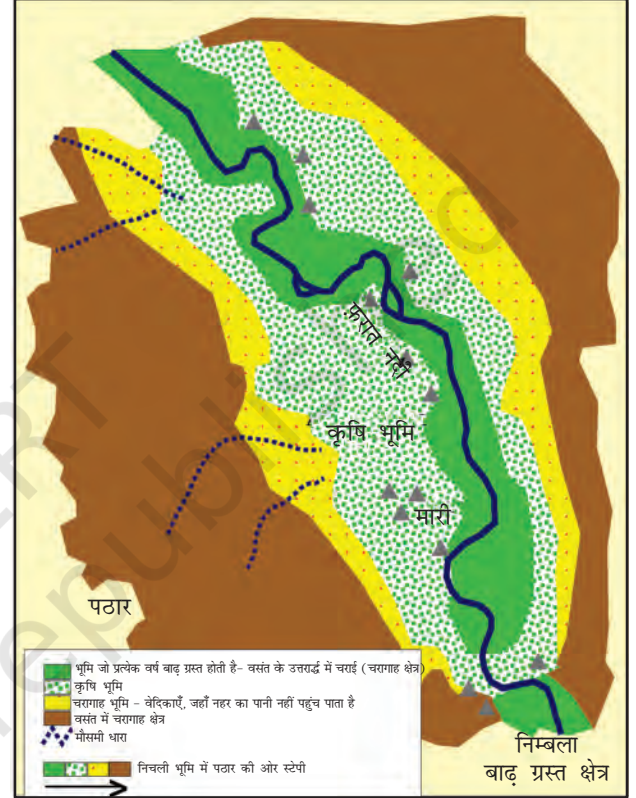 फ़रात नदी
कृषि भूमि
मारी
पठार
भूमि जो प्रत्येक वर्ष बाढ़ ग्रस्त होती है– वसंत के उत्तरार्द्ध में चराई (चरागाह क्षेत्र)
कृषि भूमि
चरागाह भूमि – वेदिकाएँ, जहाँ नहर का पानी नहीं पहुंच पाता है
वसंत में चरागाह क्षेत्र
मौसमी धारा
निचली भूमि में पठार की ओर स्टेपी
निम्बला
बाढ़ ग्रस्त क्षेत्र